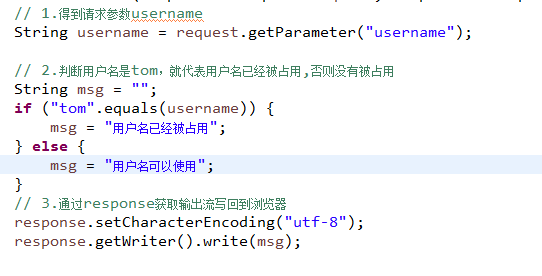 // 1.得到请求参数username
String username = request.getParameter("username");
// 2.判断用户名是tom，就代表用户名已经被占用,否则没有被占用
String msg = "";
if ("tom".equals(username)) {
msg = "用户名已经被占用";
} else {
msg = "用户名可以使用";
}
// 3.通过response获取输出流写回到浏览器
response.setCharacterEncoding("utf-8");
response.getWriter().write(msg);